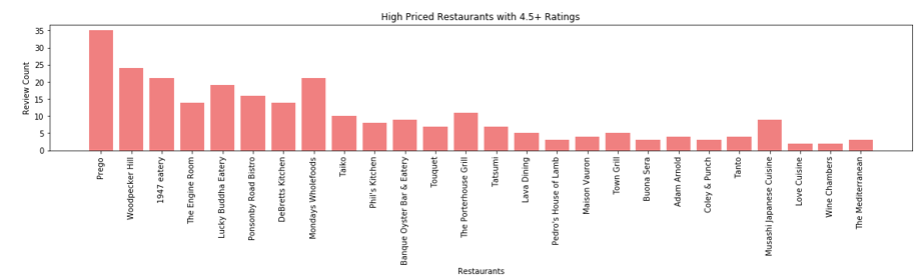 High Priced Restaurants with 4.5+ Ratings
Review Count
35
30
25
20
15
10
5
0
Prego
Woodpecker Hill
1947 eatery
The Engine Room
Lucky Buddha Eatery
Ponsonby Road Bistro
DeBretts Kitchen
Mondays Wholefoods
Taiko
Phil's Kitchen
Banque Oyster Bar & Eatery
Touquet
The Porterhouse Grill
Tatsumi
Lava Dining
Pedro's House of Lamb
Maison Vauron
Town Grill
Buona Sera
Adam Arnold
Coley & Punch
Tanto
Musashi Japanese Cuisine
Love Cuisine
Wine Chambers
The Mediterranean
Restaurants